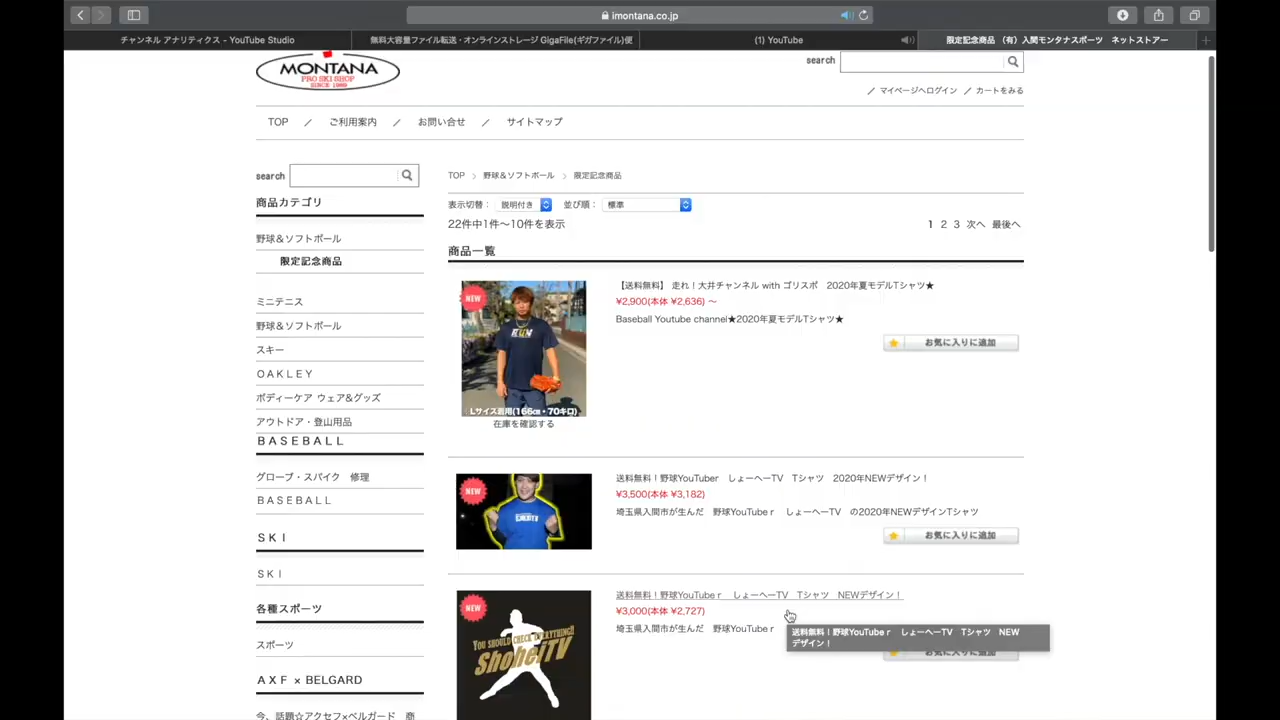 imontana.co.jp
チャンネル アナリティクス - YouTube Studio
無料大容量ファイル転送・オンラインストレージ GigaFile(ギガファイル)便
(1) YouTube
限定記念商品 （有）入間モンタナスポーツ ネットストアー
MONTANA
PRO SKI SHOP
SINCE 1989
search
／ マイページへログイン ／ カートをみる
TOP ／ ご利用案内 ／ お問い合せ ／ サイトマップ
search
商品カテゴリ
野球＆ソフトボール
限定記念商品
ミニテニス
野球＆ソフトボール
スキー
ＯＡＫＬＥＹ
ボディーケア ウェア&グッズ
アウトドア・登山用品
ＢＡＳＥＢＡＬＬ
グローブ・スパイク　修理
ＢＡＳＥＢＡＬＬ
ＳＫＩ
ＳＫＩ
各種スポーツ
スポーツ
ＡＸＦ × BELGARD
今、話題☆アクセフ×ベルガード　商
TOP 〉 野球＆ソフトボール 〉 限定記念商品
表示切替： 説明付き 並び順： 標準
22件中1件～10件を表示
1 2 3 次へ 最後へ
商品一覧
NEW
Lサイズ着用(166㎝・70キロ)
在庫を確認する
【送料無料】 走れ！大井チャンネル with ゴリスポ　2020年夏モデルTシャツ★
¥2,900(本体 ¥2,636) ～
Baseball Youtube channel★2020年夏モデルTシャツ★
お気に入りに追加
NEW
送料無料！野球YouTuber　しょーへーTV　Tシャツ　2020年NEWデザイン！
¥3,500(本体 ¥3,182)
埼玉県入間市が生んだ　野球YouTubeｒ　しょーへーTV　の2020年NEWデザインTシャツ
お気に入りに追加
NEW
YOU SHOULD CHECK EVERYTHING!!
ShoheiTV
送料無料！野球YouTubeｒ　しょーへーTV　Tシャツ　NEWデザイン！
¥3,000(本体 ¥2,727)
埼玉県入間市が生んだ　野球YouTubeｒ
送料無料！野球YouTubeｒ　しょーへーTV　Tシャツ　NEW
デザイン！
お気に入りに追加